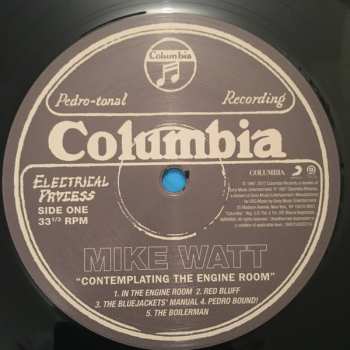 Columbia
Pedro-tonal Recording
Columbia
ELECTRICAL
PRYCESS
SIDE ONE
33⅓ RPM
COLUMBIA
MIKE WATT
"CONTEMPLATING THE ENGINE ROOM"
1. IN THE ENGINE ROOM 2. RED BLUFF
3. THE BLUEJACKETS' MANUAL 4. PEDRO BOUND!
5. THE BOILERMAN